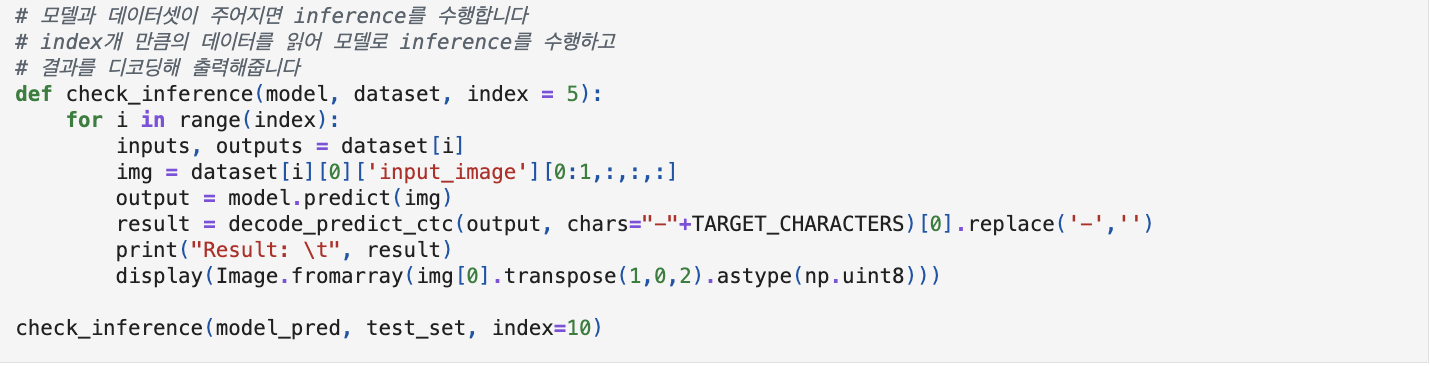 # 모델과 데이터셋이 주어지면 inference를 수행합니다
# index개 만큼의 데이터를 읽어 모델로 inference를 수행하고
# 결과를 디코딩해 출력해줍니다
def check_inference(model, dataset, index = 5):
    for i in range(index):
        inputs, outputs = dataset[i]
        img = dataset[i][0]['input_image'][0:1,:,:,:]
        output = model.predict(img)
        result = decode_predict_ctc(output, chars="-"+TARGET_CHARACTERS)[0].replace('-','')
        print("Result: \t", result)
        display(Image.fromarray(img[0].transpose(1,0,2).astype(np.uint8)))

check_inference(model_pred, test_set, index=10)